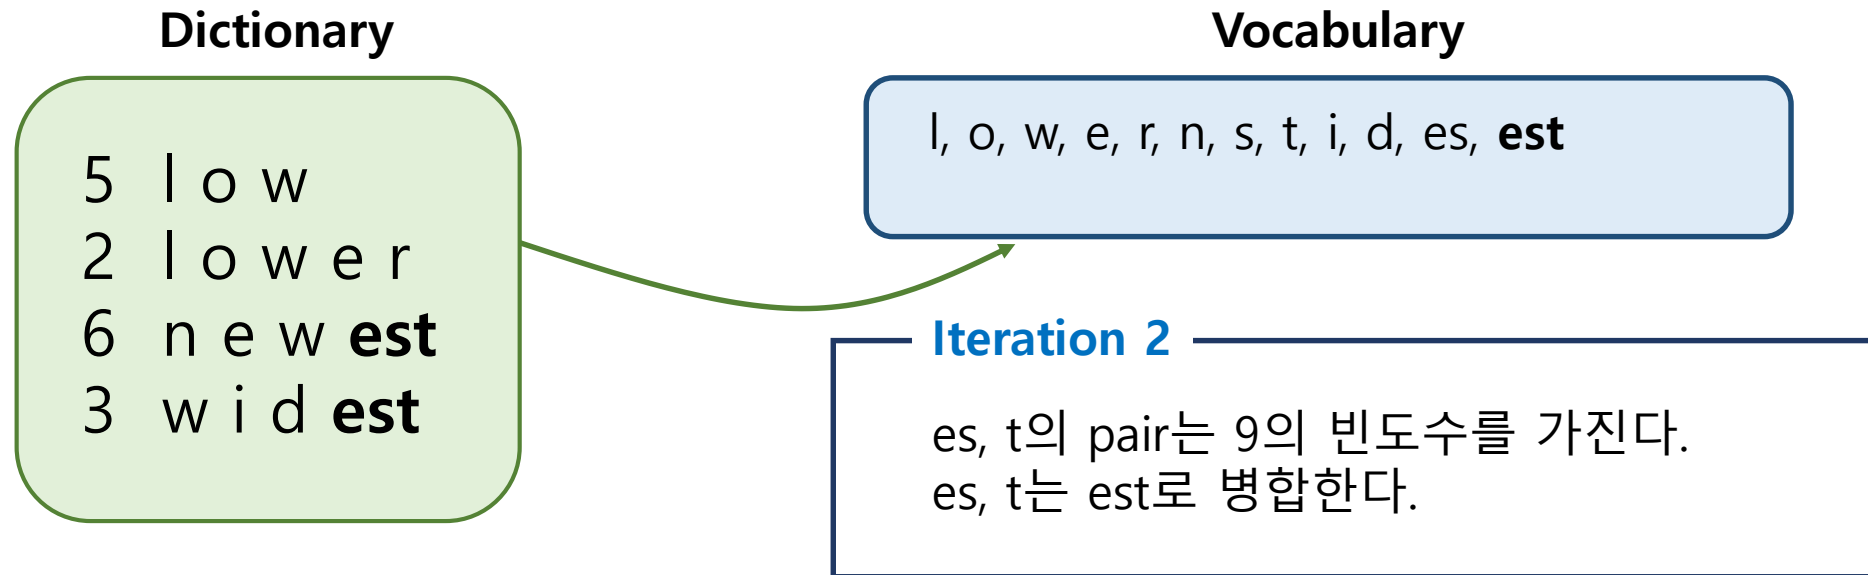 Dictionary
5 l o w
2 l o w e r
6 n e w est
3 w i d est
Vocabulary
l, o, w, e, r, n, s, t, i, d, es, est
Iteration 2
es, t의 pair는 9의 빈도수를 가진다.
es, t는 est로 병합한다.